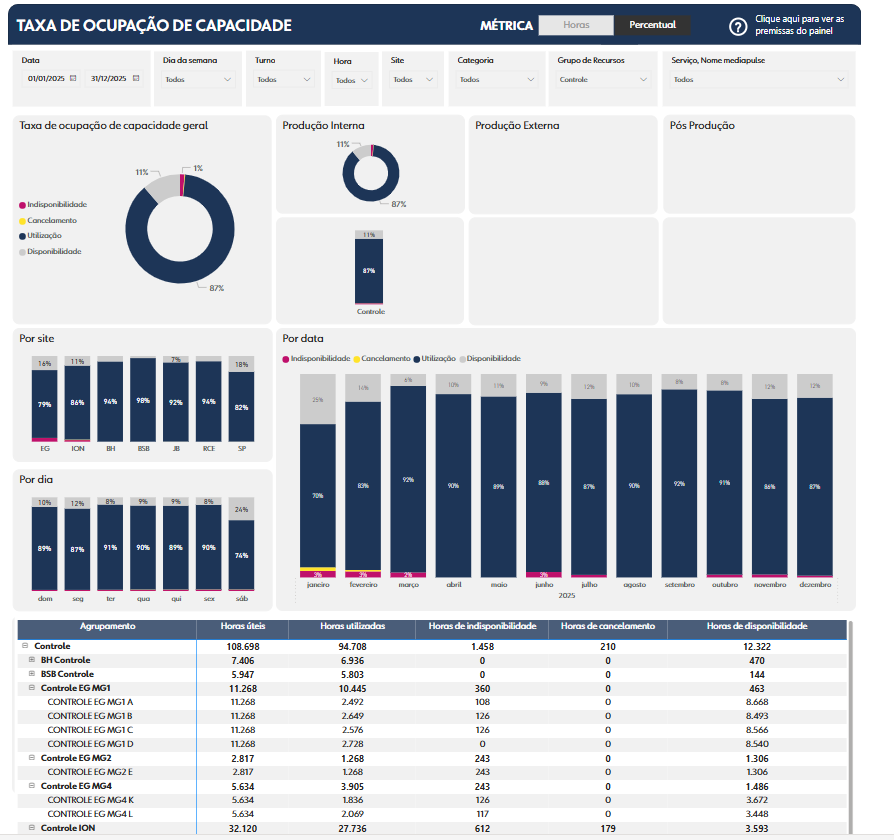 TAXA DE OCUPAÇÃO DE CAPACIDADE
MÉTRICA
Horas
Percentual
?
Clique aqui para ver as
premissas do painel
Data
01/01/2025
31/12/2025
Dia da semana
Todos
Turno
Todos
Hora
Todos
Site
Todos
Categoria
Todos
Grupo de Recursos
Controle
Serviço, Nome mediapulse
Todos
Taxa de ocupação de capacidade geral
11%
1%
Indisponibilidade
Cancelamento
Utilização
Disponibilidade
87%
Produção Interna
11%
87%
11%
87%
Controle
Produção Externa
Pós Produção
Por site
16% 11% 7% 18%
79% 86% 94% 98% 92% 94% 82%
EG ION BH BSB JB RCE SP
Por dia
10% 12% 8% 9% 9% 8% 24%
89% 87% 91% 90% 89% 90% 74%
dom seg ter qua qui sex sáb
Por data
Indisponibilidade Cancelamento Utilização Disponibilidade
25% 14% 6% 10% 11% 9% 12% 10% 8% 8% 12% 12%
70% 83% 92% 90% 89% 88% 87% 90% 92% 91% 86% 87%
3% 3% 2% 3%
janeiro fevereiro março abril maio junho julho agosto setembro outubro novembro dezembro
2025
Agrupamento Horas úteis Horas utilizadas Horas de indisponibilidade Horas de cancelamento Horas de disponibilidade
Controle 108.698 94.708 1.458 210 12.322
BH Controle 7.406 6.936 0 0 470
BSB Controle 5.947 5.803 0 0 144
Controle EG MG1 11.268 10.445 360 0 463
CONTROLE EG MG1 A 11.268 2.492 108 0 8.668
CONTROLE EG MG1 B 11.268 2.649 126 0 8.493
CONTROLE EG MG1 C 11.268 2.576 126 0 8.566
CONTROLE EG MG1 D 11.268 2.728 0 0 8.540
Controle EG MG2 2.817 1.268 243 0 1.306
CONTROLE EG MG2 E 2.817 1.268 243 0 1.306
Controle EG MG4 5.634 3.905 243 0 1.486
CONTROLE EG MG4 K 5.634 1.836 126 0 3.672
CONTROLE EG MG4 L 5.634 2.069 117 0 3.448
Controle ION 32.120 27.736 612 179 3.593